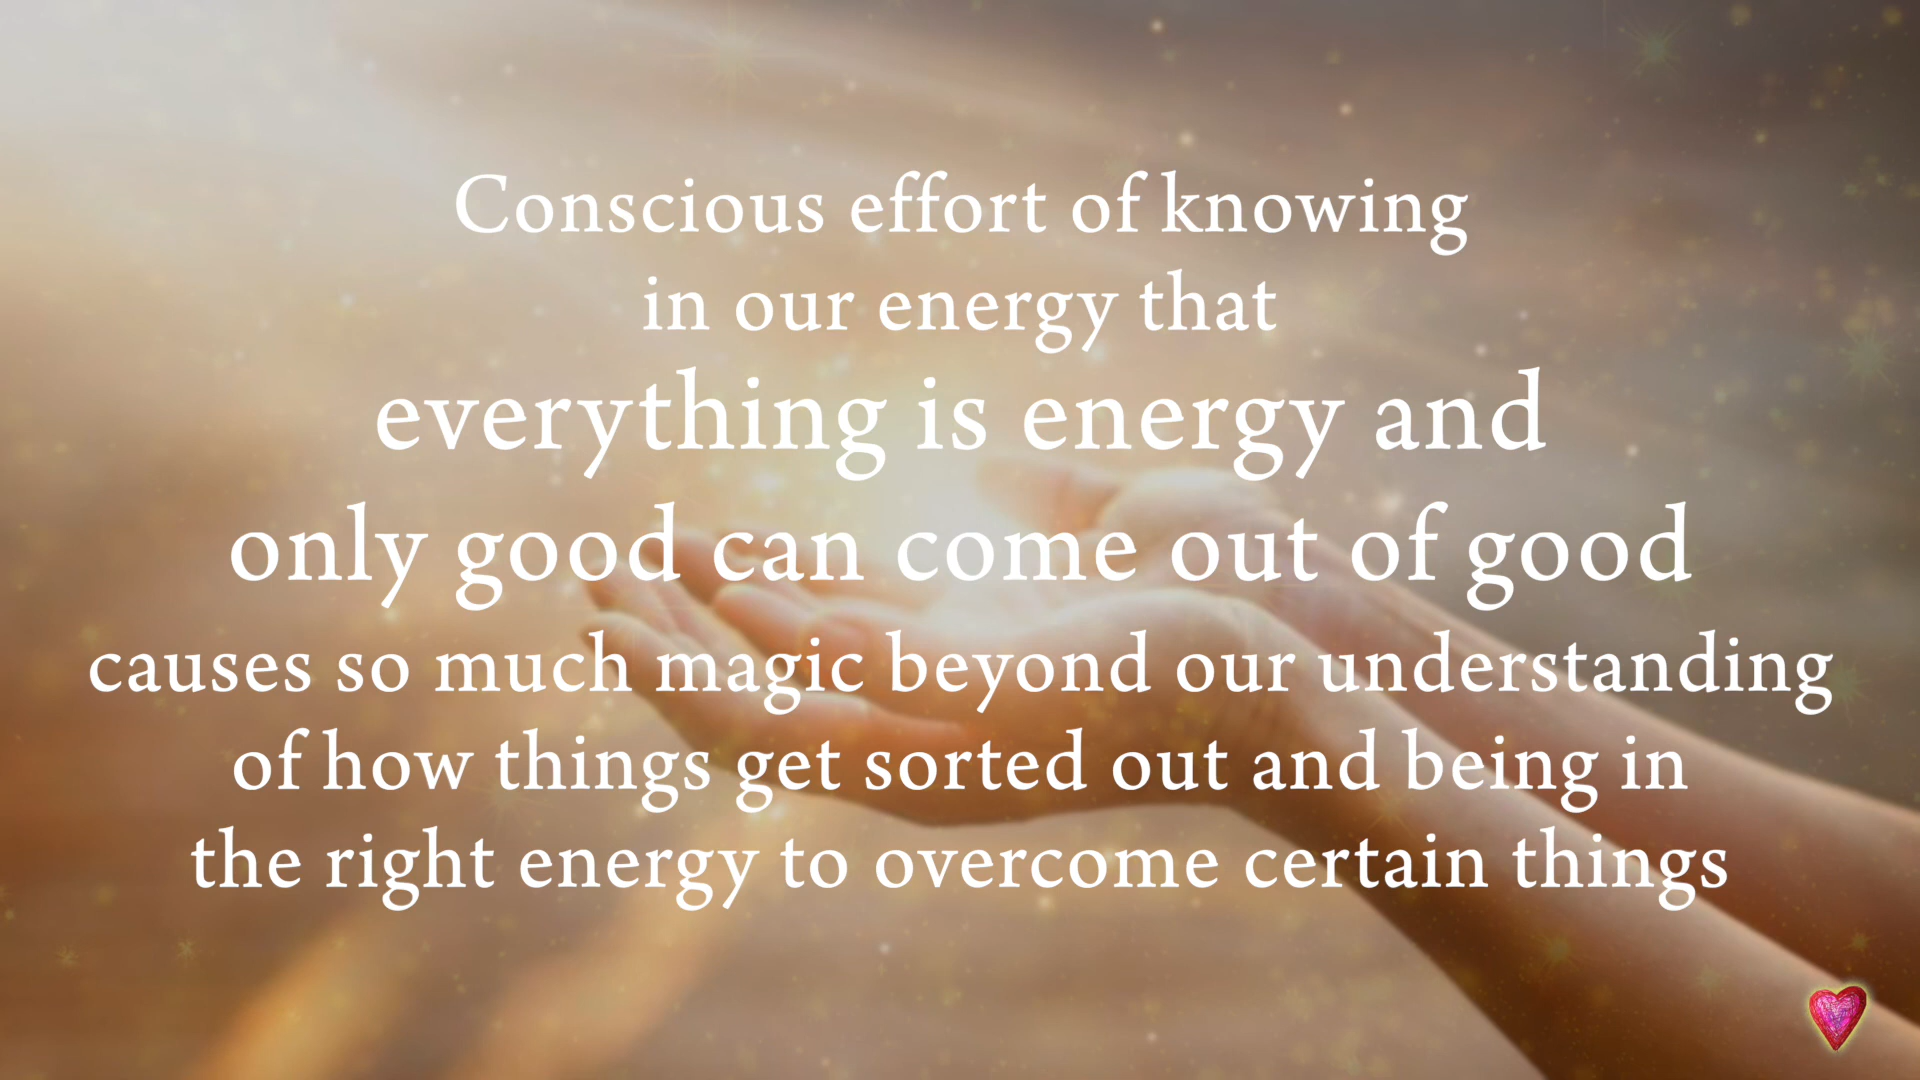 Conscious effort of knowing
in our energy that
everything is energy and
only good can come out of good
causes so much magic beyond our understanding
of how things get sorted out and being in
the right energy to overcome certain things